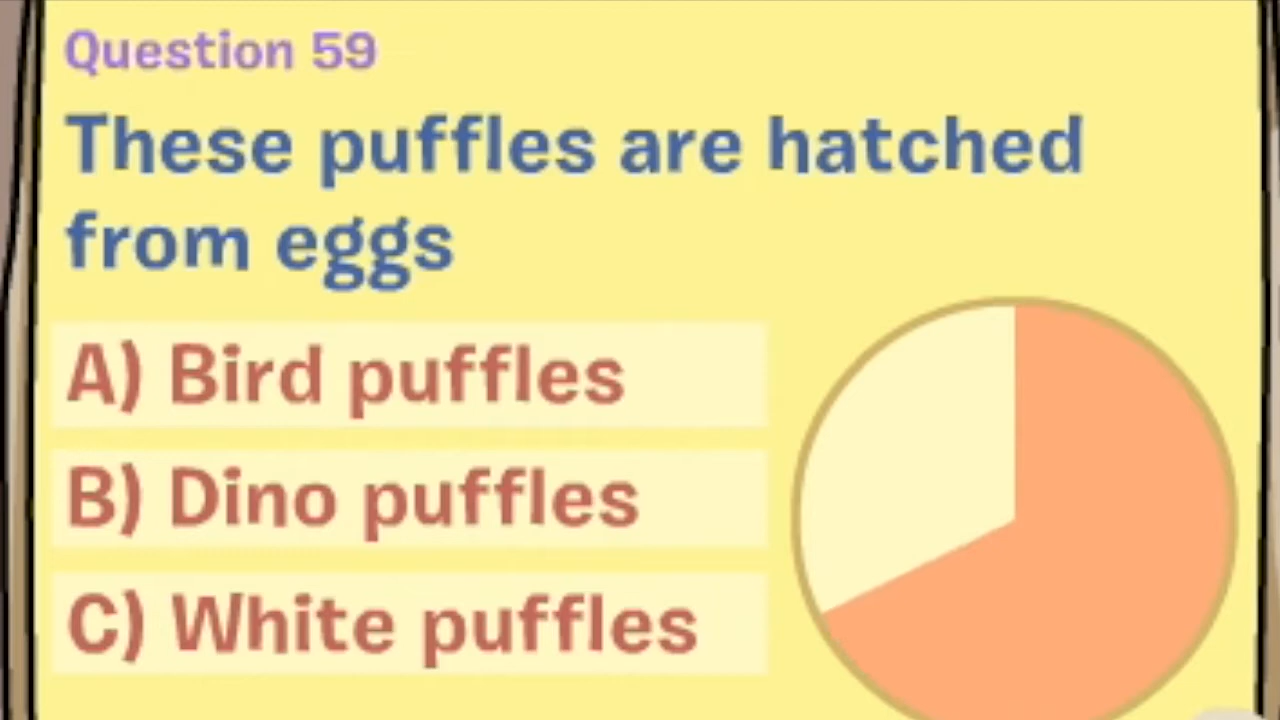 Question 59
These puffles are hatched
from eggs
A) Bird puffles
B) Dino puffles
C) White puffles